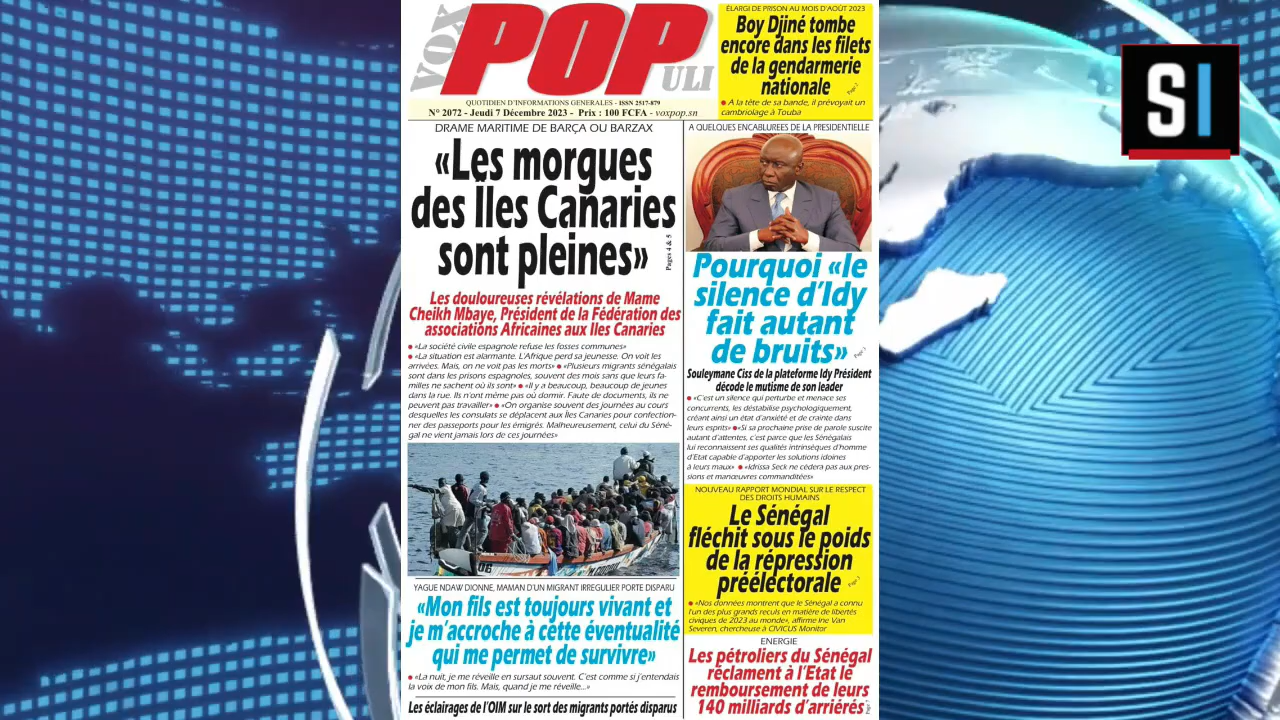 VOX
POP
ULI
QUOTIDIEN D'INFORMATIONS GENERALES - ISSN 2517-879
N° 2072 - Jeudi 7 Décembre 2023 - Prix : 100 FCFA - voxpop.sn
ÉLARGI DE PRISON AU MOIS D'AOÛT 2023
Boy Djiné tombe
encore dans les filets
de la gendarmerie
nationale
● A la tête de sa bande, il prévoyait un
cambriolage à Touba
SI
DRAME MARITIME DE BARÇA OU BARZAX
«Les morgues
des Îles Canaries
sont pleines»
Pages 4 & 5
Les douloureuses révélations de Mame
Cheikh Mbaye, Président de la Fédération des
associations Africaines aux Iles Canaries
● «La société civile espagnole refuse les fosses communes»
● «La situation est alarmante. L'Afrique perd sa jeunesse. On voit les
arrivées. Mais, on ne voit pas les morts» ● «Plusieurs migrants sénégalais
sont dans les prisons espagnoles, souvent des mois sans que leurs fa-
milles ne sachent où ils sont» ● «Il y a beaucoup, beaucoup de jeunes
dans la rue. Ils n'ont même pas où dormir. Faute de documents, ils ne
peuvent pas travailler» ● «On organise souvent des journées au cours
desquelles les consulats se déplacent aux Îles Canaries pour confection-
ner des passeports pour les émigrés. Malheureusement, celui du Séné-
gal ne vient jamais lors de ces journées»
YAGUE NDAW DIONNE, MAMAN D'UN MIGRANT IRREGULIER PORTE DISPARU
«Mon fils est toujours vivant et
je m'accroche à cette éventualité
qui me permet de survivre»
● «La nuit, je me réveille en sursaut souvent. C'est comme si j'entendais
la voix de mon fils. Mais, quand je me réveille...»
Les éclairages de l'OIM sur le sort des migrants portés disparus
A QUELQUES ENCABLUREES DE LA PRESIDENTIELLE
Pourquoi «le
silence d'Idy
fait autant
de bruits»
Souleymane Ciss de la plateforme Idy Président
décode le mutisme de son leader
● «C'est un silence qui perturbe et menace ses
concurrents, les déstabilise psychologiquement,
créant ainsi un état d'anxiété et de crainte dans
leurs esprits» ● «Si sa prochaine prise de parole suscite
autant d'attentes, c'est parce que les Sénégalais
lui reconnaissent ses qualités intrinsèques d'homme
d'Etat capable d'apporter les solutions idoines
à leurs maux» ● «Idrissa Seck ne cédera pas aux pres-
sions et manœuvres commanditées»
NOUVEAU RAPPORT MONDIAL SUR LE RESPECT
DES DROITS HUMAINS
Le Sénégal
fléchit sous le poids
de la répression
préélectorale
● «Nos données montrent que le Sénégal a connu
l'un des plus grands reculs en matière de libertés
civiques de 2023 au monde», affirme Ine Van
Severen, chercheuse à CIVICUS Monitor
ENERGIE
Les pétroliers du Sénégal
réclament à l'Etat le
remboursement de leurs
140 milliards d'arriérés